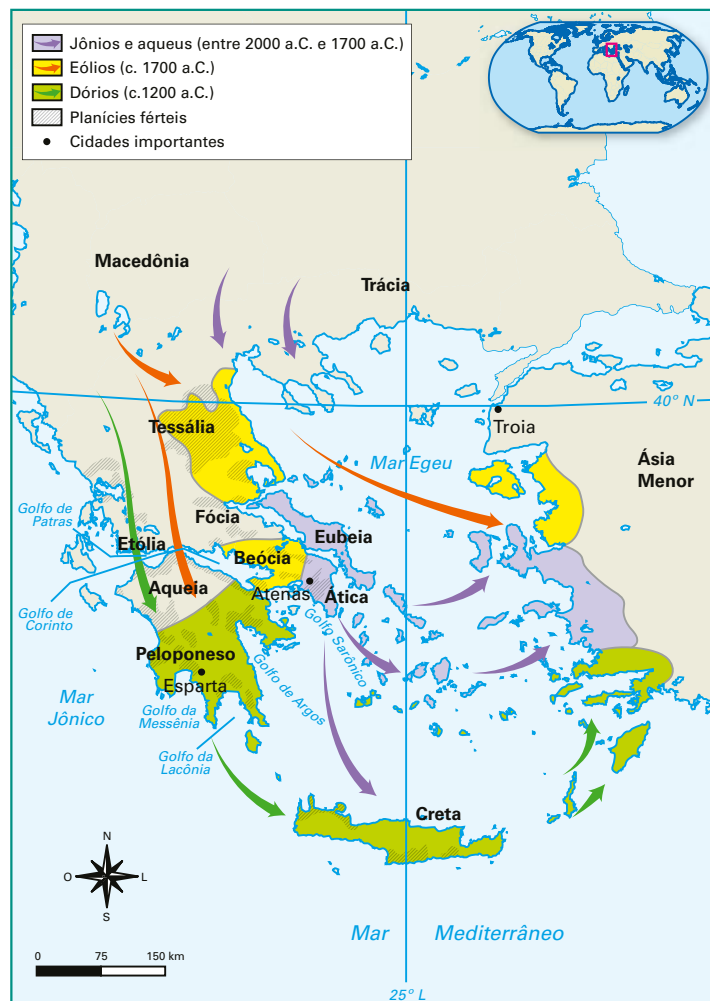 Jônios e aqueus (entre 2000 a.C. e 1700 a.C.)
Eólios (c. 1700 a.C.)
Dórios (c.1200 a.C.)
Planícies férteis
Cidades importantes
Macedônia
Trácia
40° N
Tessália
Troia
Mar Egeu
Ásia
Menor
Golfo de
Patras
Fócia
Etólia
Eubeia
Beócia
Aqueia
Atenas
Ática
Golfo de
Corinto
Golfo Sarônico
Peloponeso
Esparta
Golfo de Argos
Mar
Jônico
Golfo da
Messênia
Golfo da
Lacônia
Creta
N
O
L
S
Mar Mediterrâneo
0 75 150 km
25° L